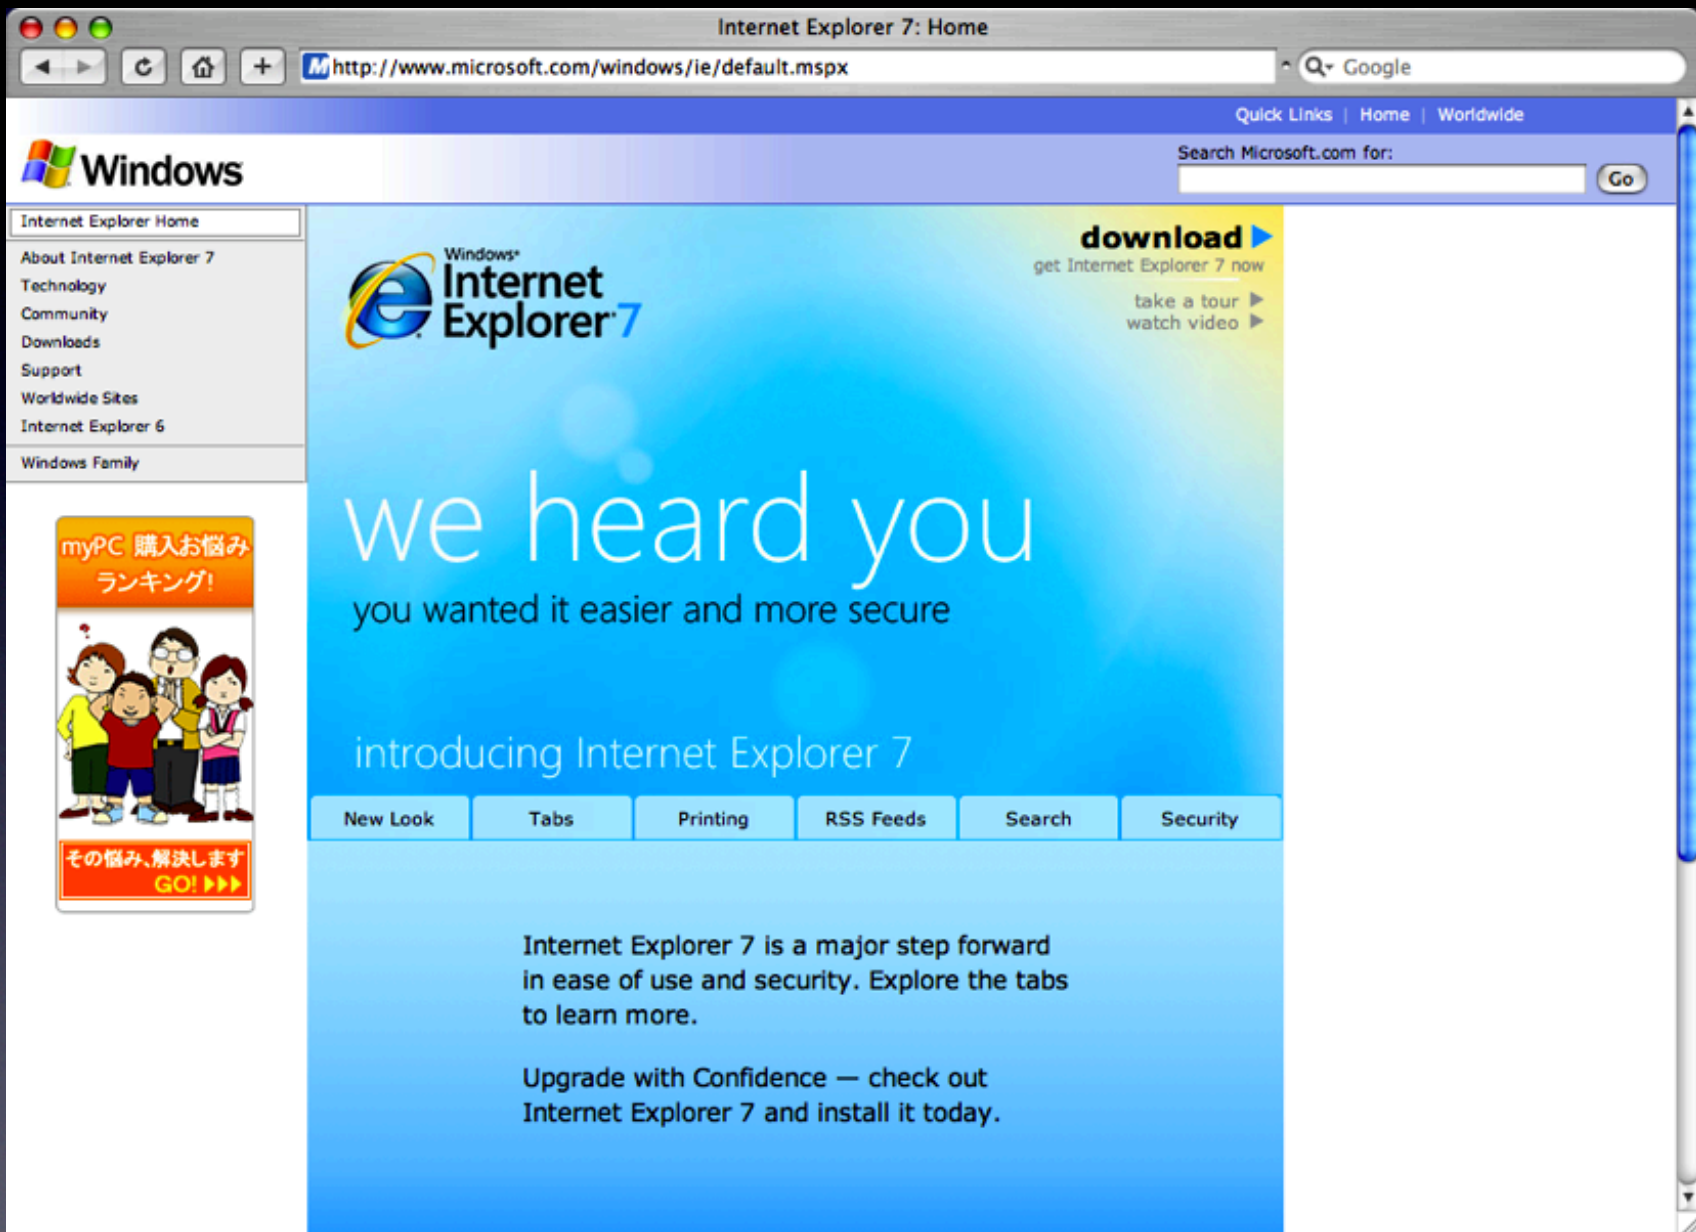 Internet Explorer 7: Home
http://www.microsoft.com/windows/ie/default.mspx
Google
Quick Links | Home | Worldwide
Windows
Search Microsoft.com for:
Go
Internet Explorer Home
About Internet Explorer 7
Technology
Community
Downloads
Support
Worldwide Sites
Internet Explorer 6
Windows Family
myPC 購入お悩み
ランキング!
?
その悩み、解決します
GO!
Windows®
Internet
Explorer 7
download
get Internet Explorer 7 now
take a tour
watch video
we heard you
you wanted it easier and more secure
introducing Internet Explorer 7
New Look
Tabs
Printing
RSS Feeds
Search
Security
Internet Explorer 7 is a major step forward
in ease of use and security. Explore the tabs
to learn more.
Upgrade with Confidence — check out
Internet Explorer 7 and install it today.